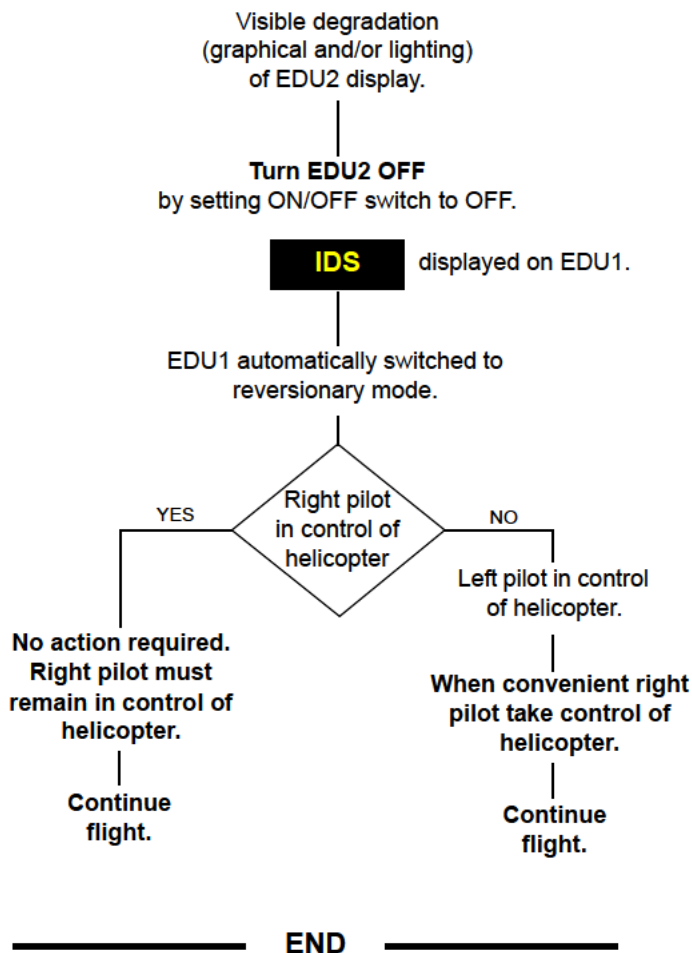 Visible degradation
(graphical and/or lighting)
of EDU2 display.
Turn EDU2 OFF
by setting ON/OFF switch to OFF.
IDS displayed on EDU1.
EDU1 automatically switched to
reversionary mode.
Right pilot
in control of
helicopter
YES
No action required.
Right pilot must
remain in control of
helicopter.
Continue
flight.
NO
Left pilot in control
of helicopter.
When convenient right
pilot take control of
helicopter.
Continue
flight.
END